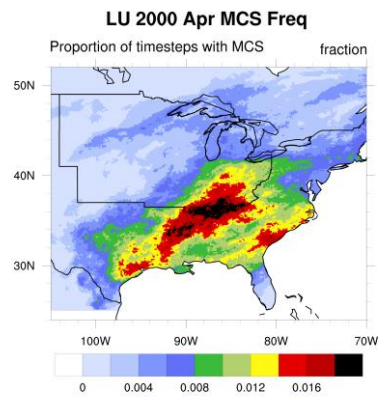 LU 2000 Apr MCS Freq
Proportion of timesteps with MCS fraction
50N
40N
30N
100W 90W 80W 70W
0 0.004 0.008 0.012 0.016